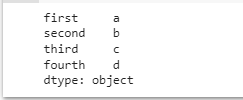 first     a
second    b
third     c
fourth    d
dtype: object